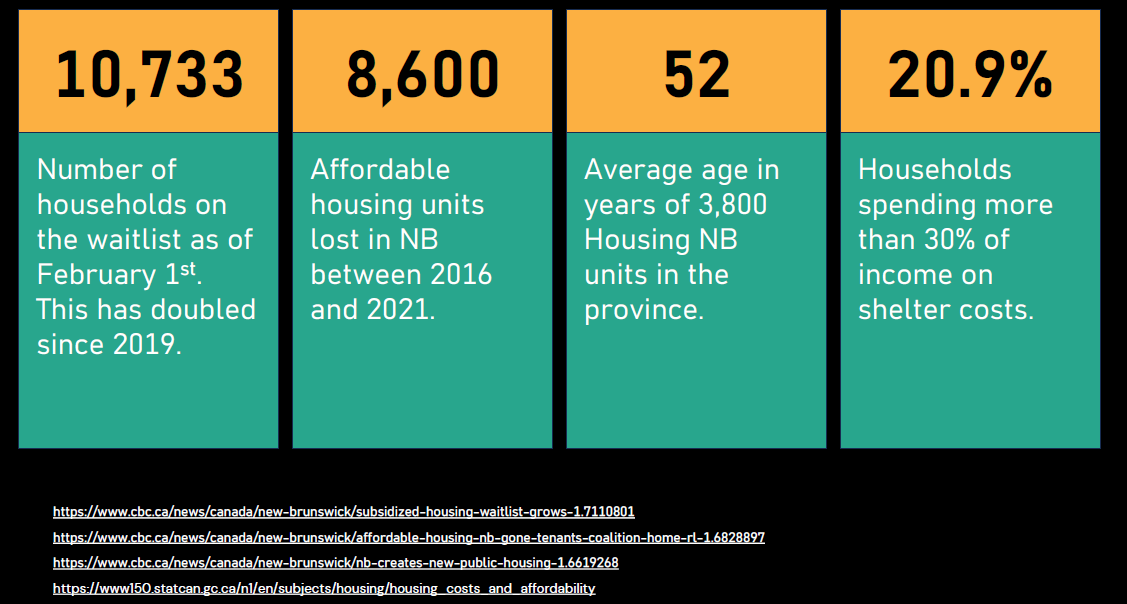 10,733
Number of
households on
the waitlist as of
February 1st.
This has doubled
since 2019.
8,600
Affordable
housing units
lost in NB
between 2016
and 2021.
52
Average age in
years of 3,800
Housing NB
units in the
province.
20.9%
Households
spending more
than 30% of
income on
shelter costs.
https://www.cbc.ca/news/canada/new-brunswick/subsidized-housing-waitlist-grows-1.7110801
https://www.cbc.ca/news/canada/new-brunswick/affordable-housing-nb-gone-tenants-coalition-home-rl-1.6828897
https://www.cbc.ca/news/canada/new-brunswick/nb-creates-new-public-housing-1.6619268
https://www150.statcan.gc.ca/n1/en/subjects/housing/housing_costs_and_affordability